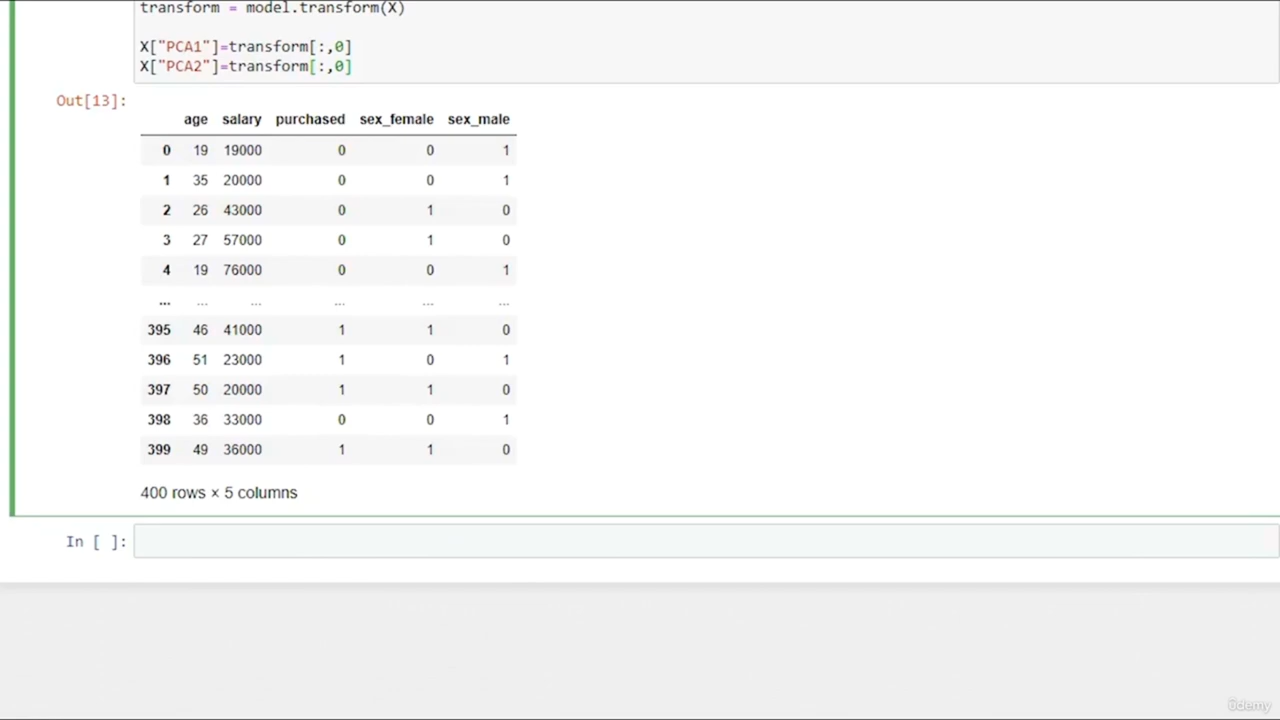 transform = model.transform(X)
X["PCA1"]=transform[:,0]
X["PCA2"]=transform[:,0]
Out[13]:
age salary purchased sex_female sex_male
0 19 19000 0 0 1
1 35 20000 0 0 1
2 26 43000 0 1 0
3 27 57000 0 1 0
4 19 76000 0 0 1
... ... ... ... ... ...
395 46 41000 1 1 0
396 51 23000 1 0 1
397 50 20000 1 1 0
398 36 33000 0 0 1
399 49 36000 1 1 0
400 rows × 5 columns
In [ ]:
ûdemy